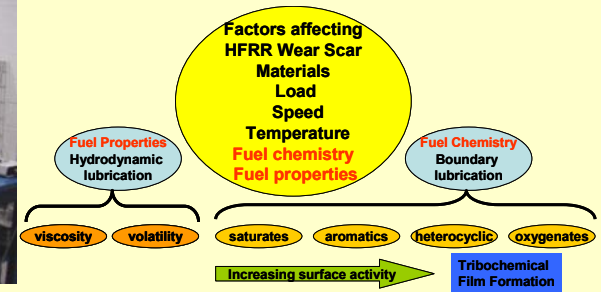 Factors affecting
HFRR Wear Scar
Materials
Load
Speed
Temperature
Fuel chemistry
Fuel properties
Fuel Properties
Hydrodynamic
lubrication
Fuel Chemistry
Boundary
lubrication
viscosity
volatility
saturates
aromatics
heterocyclic
oxygenates
Increasing surface activity
Tribochemical
Film Formation